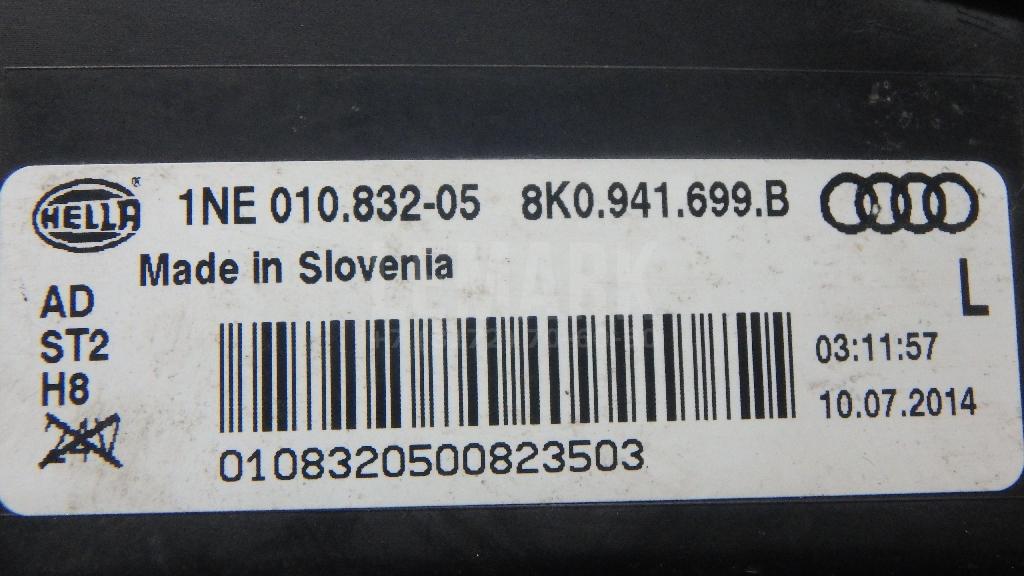 HELLA ® 1NE 010.832-05 8K0.941.699.B
Made in Slovenia
L
AD
ST2
H8
24V
03:11:57
10.07.2014
0108320500823503